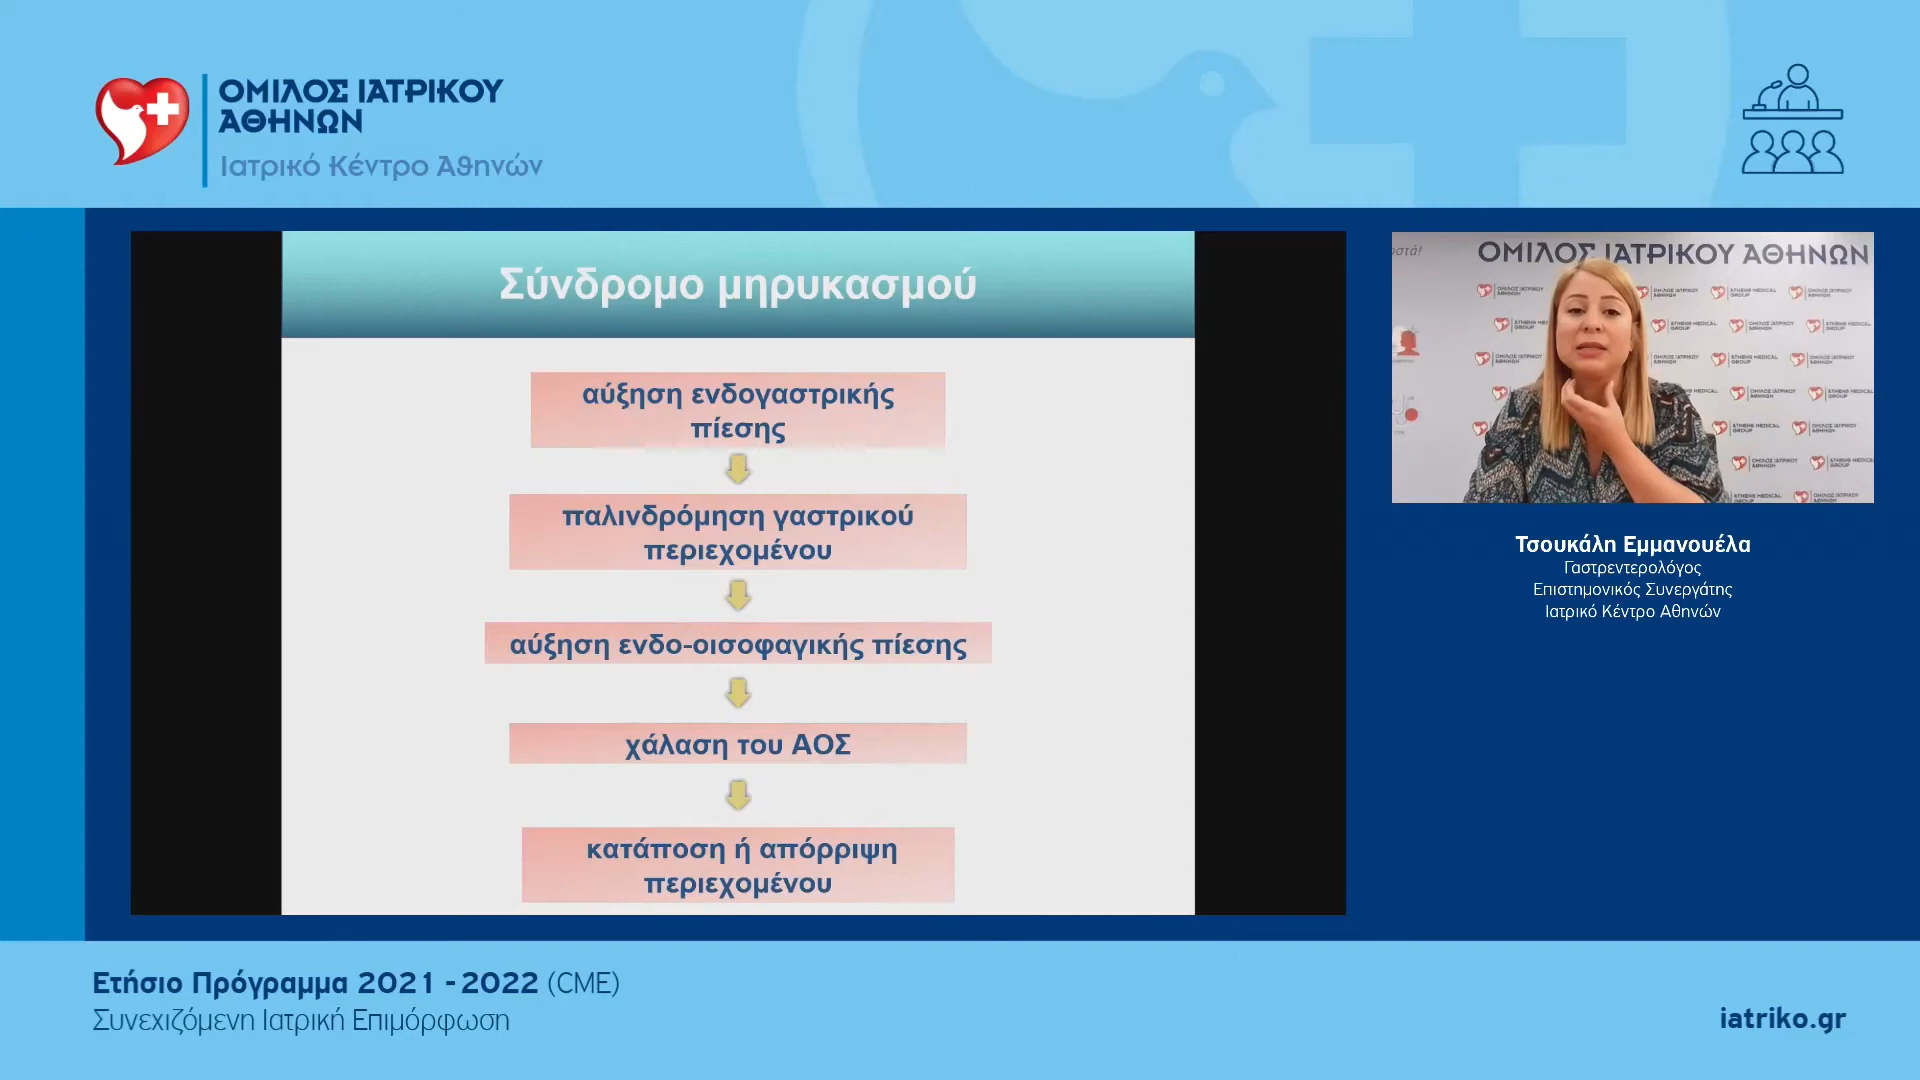 ΟΜΙΛΟΣ ΙΑΤΡΙΚΟΥ
ΑΘΗΝΩΝ
Ιατρικό Κέντρο Αθηνών
Σύνδρομο μηρυκασμού
αύξηση ενδογαστρικής
πίεσης
παλινδρόμηση γαστρικού
περιεχομένου
αύξηση ενδο-οισοφαγικής πίεσης
χάλαση του ΑΟΣ
κατάποση ή απόρριψη
περιεχομένου
ΟΜΙΛΟΣ ΙΑΤΡΙΚΟΥ ΑΘΗΝΩΝ
Τσουκάλη Εμμανουέλα
Γαστρεντερολόγος
Επιστημονικός Συνεργάτης
Ιατρικό Κέντρο Αθηνών
Ετήσιο Πρόγραμμα 2021 - 2022 (CME)
Συνεχιζόμενη Ιατρική Επιμόρφωση
iatriko.gr